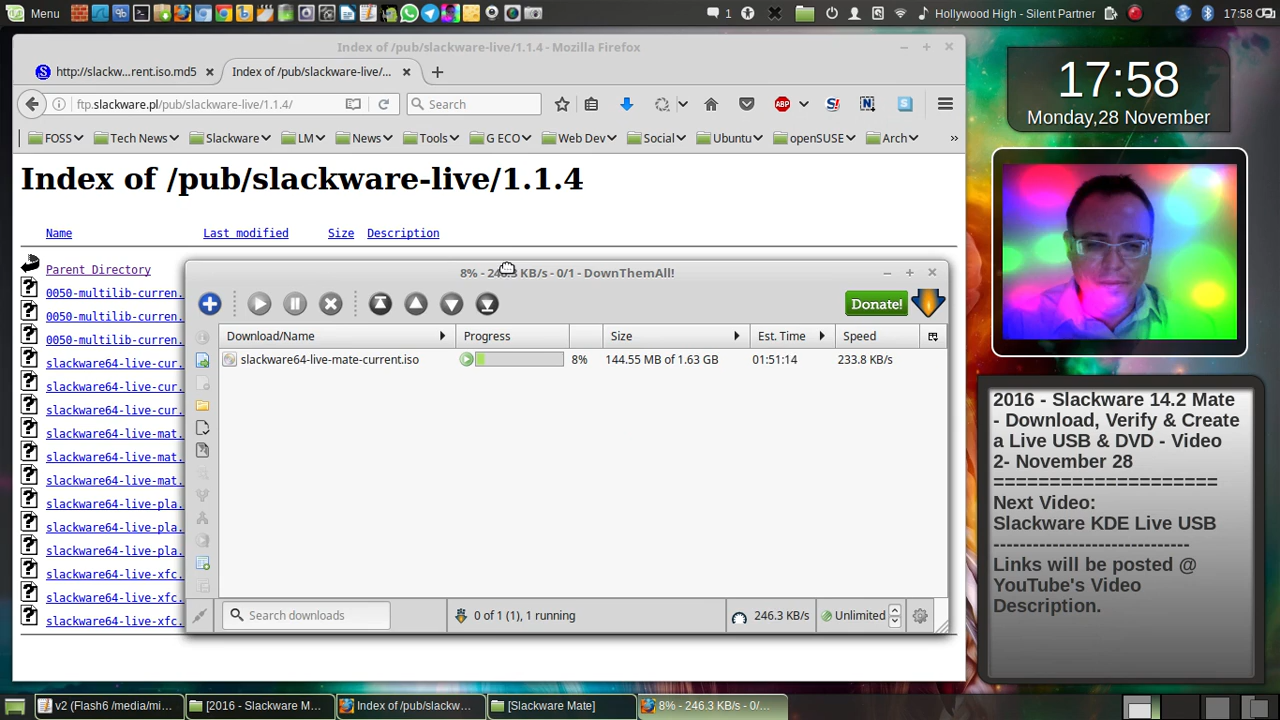 Menu
1
Hollywood High - Silent Partner
17:58
Index of /pub/slackware-live/1.1.4 - Mozilla Firefox
http://slackw...rent.iso.md5
Index of /pub/slackware-live/...
ftp.slackware.pl/pub/slackware-live/1.1.4/
Search
ABP
FOSS
Tech News
Slackware
LM
News
Tools
G ECO
Web Dev
Social
Ubuntu
openSUSE
Arch
»
Index of /pub/slackware-live/1.1.4
Name Last modified Size Description
Parent Directory
0050-multilib-curren.
0050-multilib-curren.
0050-multilib-curren.
slackware64-live-cur.
slackware64-live-cur.
slackware64-live-cur.
slackware64-live-mat.
slackware64-live-mat.
slackware64-live-mat.
slackware64-live-pla.
slackware64-live-pla.
slackware64-live-pla.
slackware64-live-xfc.
slackware64-live-xfc.
slackware64-live-xfc.
8% - 246.3 KB/s - 0/1 - DownThemAll!
Donate!
Download/Name Progress Size Est. Time Speed
slackware64-live-mate-current.iso 8% 144.55 MB of 1.63 GB 01:51:14 233.8 KB/s
Search downloads
0 of 1 (1), 1 running
246.3 KB/s
Unlimited
17:58
Monday,28 November
2016 - Slackware 14.2 Mate
- Download, Verify & Create
a Live USB & DVD - Video
2- November 28
====================
Next Video:
Slackware KDE Live USB
----------------------------
Links will be posted @
YouTube's Video
Description.
v2 (Flash6 /media/mi...
[2016 - Slackware M...
Index of /pub/slackw...
[Slackware Mate]
8% - 246.3 KB/s - 0/...